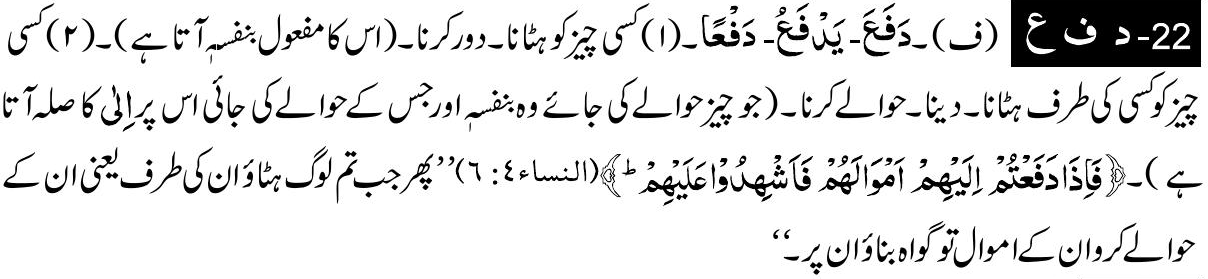 22- د ف ع (ف)۔ دَفَعَ۔ يَدْفَعُ۔ دَفْعًا۔ (۱) کسی چیز کو ہٹانا۔ دور کرنا۔ (اس کا مفعول بنفسہٖ آتا ہے)۔ (۲) کسی
چیز کو کسی کی طرف ہٹانا۔ دینا۔ حوالے کرنا۔ (جو چیز حوالے کی جائے وہ بنفسہٖ اور جس کے حوالے کی جائی اس پر اِلٰی کا صلہ آتا
ہے)۔ ﴿فَاِذَا دَفَعْتُمْ اِلَيْهِمْ اَمْوَالَهُمْ فَاَشْهِدُوْا عَلَيْهِمْ ؕ﴾ (النساء ٤: ٦) ’’پھر جب تم لوگ ہٹاؤ ان کی طرف یعنی ان کے
حوالے کرو ان کے اموال تو گواہ بناؤ ان پر۔‘‘